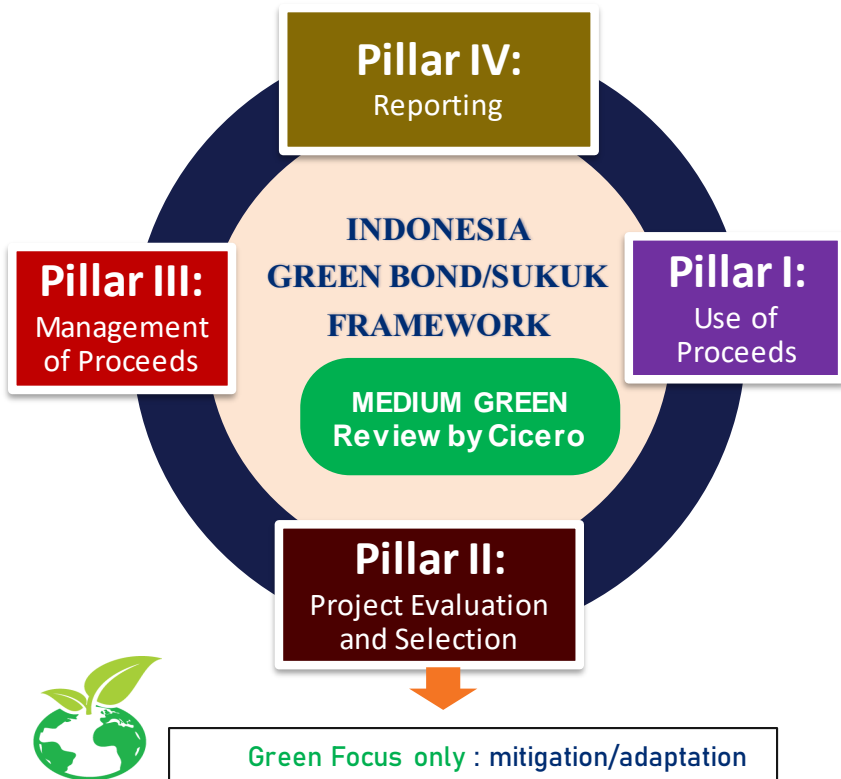 Pillar IV:
Reporting
INDONESIA
GREEN BOND/SUKUK
FRAMEWORK
Pillar III:
Management
of Proceeds
Pillar I:
Use of
Proceeds
MEDIUM GREEN
Review by Cicero
Pillar II:
Project Evaluation
and Selection
Green Focus only : mitigation/adaptation